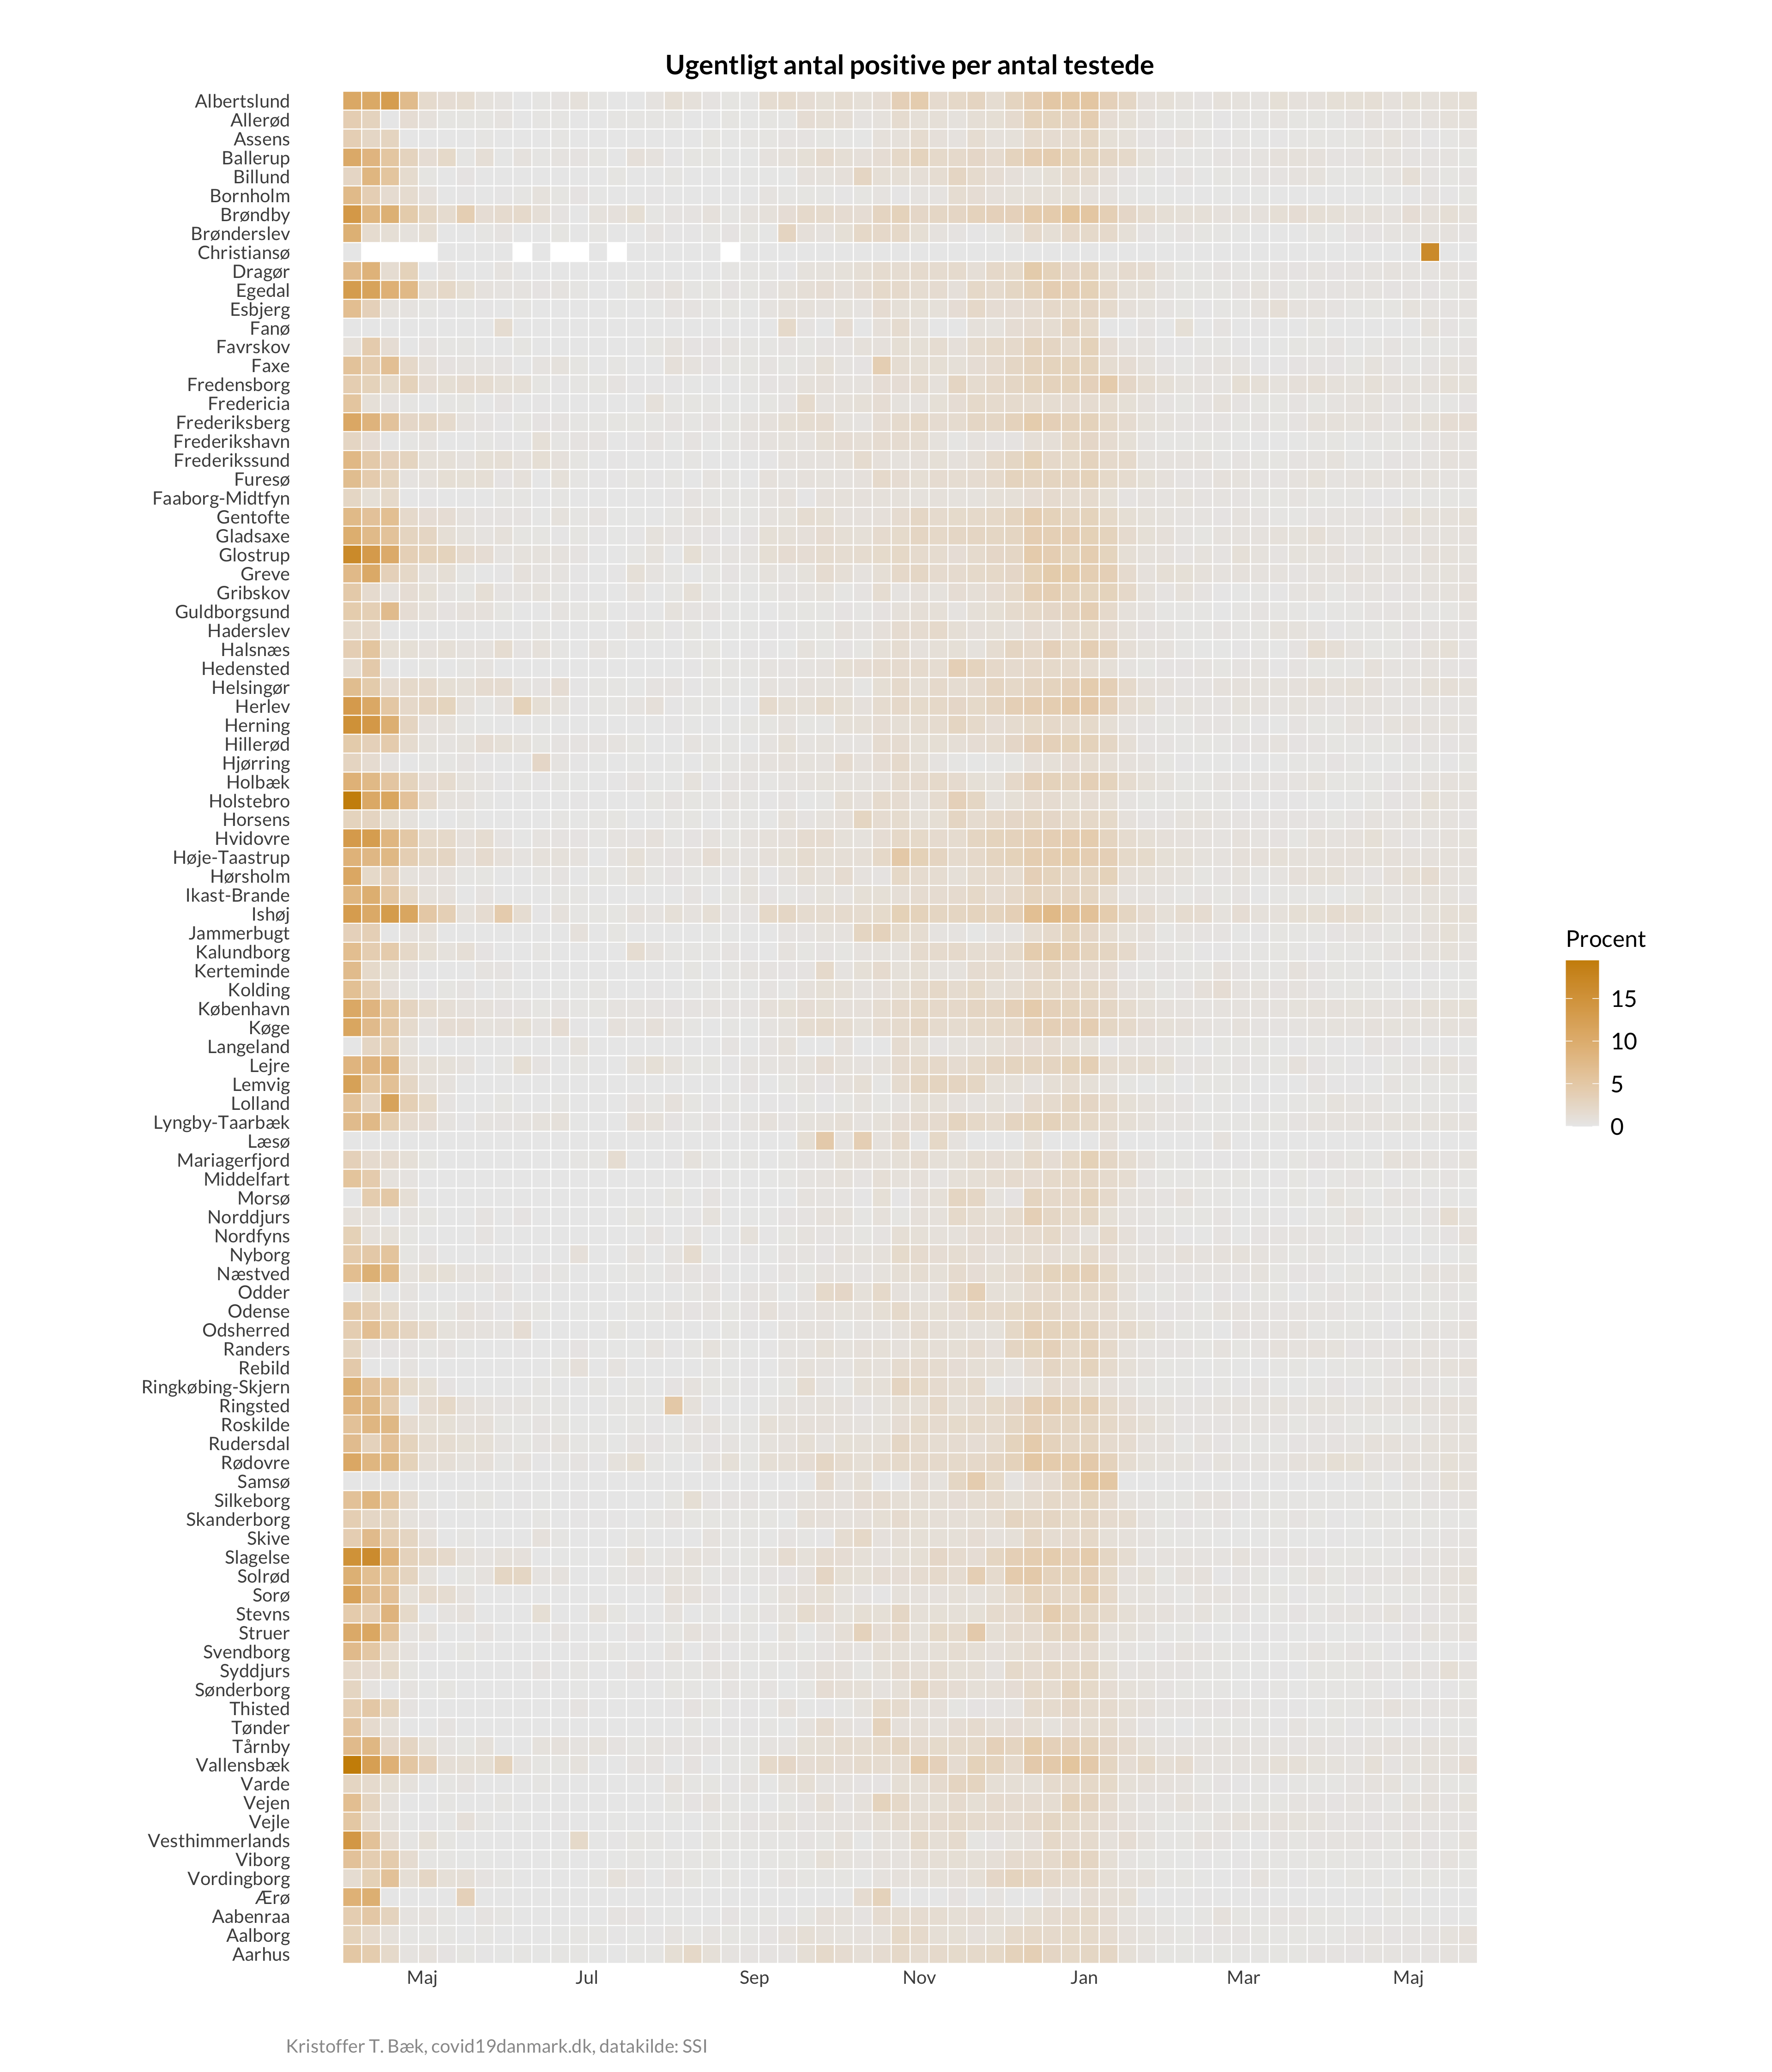 Ugentligt antal positive per antal testede
Albertslund
Allerød
Assens
Ballerup
Billund
Bornholm
Brøndby
Brønderslev
Christiansø
Dragør
Egedal
Esbjerg
Fanø
Favrskov
Faxe
Fredensborg
Fredericia
Frederiksberg
Frederikshavn
Frederikssund
Furesø
Faaborg-Midtfyn
Gentofte
Gladsaxe
Glostrup
Greve
Gribskov
Guldborgsund
Haderslev
Halsnæs
Hedensted
Helsingør
Herlev
Herning
Hillerød
Hjørring
Holbæk
Holstebro
Horsens
Hvidovre
Høje-Taastrup
Hørsholm
Ikast-Brande
Ishøj
Jammerbugt
Kalundborg
Kerteminde
Kolding
København
Køge
Langeland
Lejre
Lemvig
Lolland
Lyngby-Taarbæk
Læsø
Mariagerfjord
Middelfart
Morsø
Norddjurs
Nordfyns
Nyborg
Næstved
Odder
Odense
Odsherred
Randers
Rebild
Ringkøbing-Skjern
Ringsted
Roskilde
Rudersdal
Rødovre
Samsø
Silkeborg
Skanderborg
Skive
Slagelse
Solrød
Sorø
Stevns
Struer
Svendborg
Syddjurs
Sønderborg
Thisted
Tønder
Tårnby
Vallensbæk
Varde
Vejen
Vejle
Vesthimmerlands
Viborg
Vordingborg
Ærø
Aabenraa
Aalborg
Aarhus
Maj Jul Sep Nov Jan Mar Maj
Procent
15
10
5
0
Kristoffer T. Bæk, covid19danmark.dk, datakilde: SSI